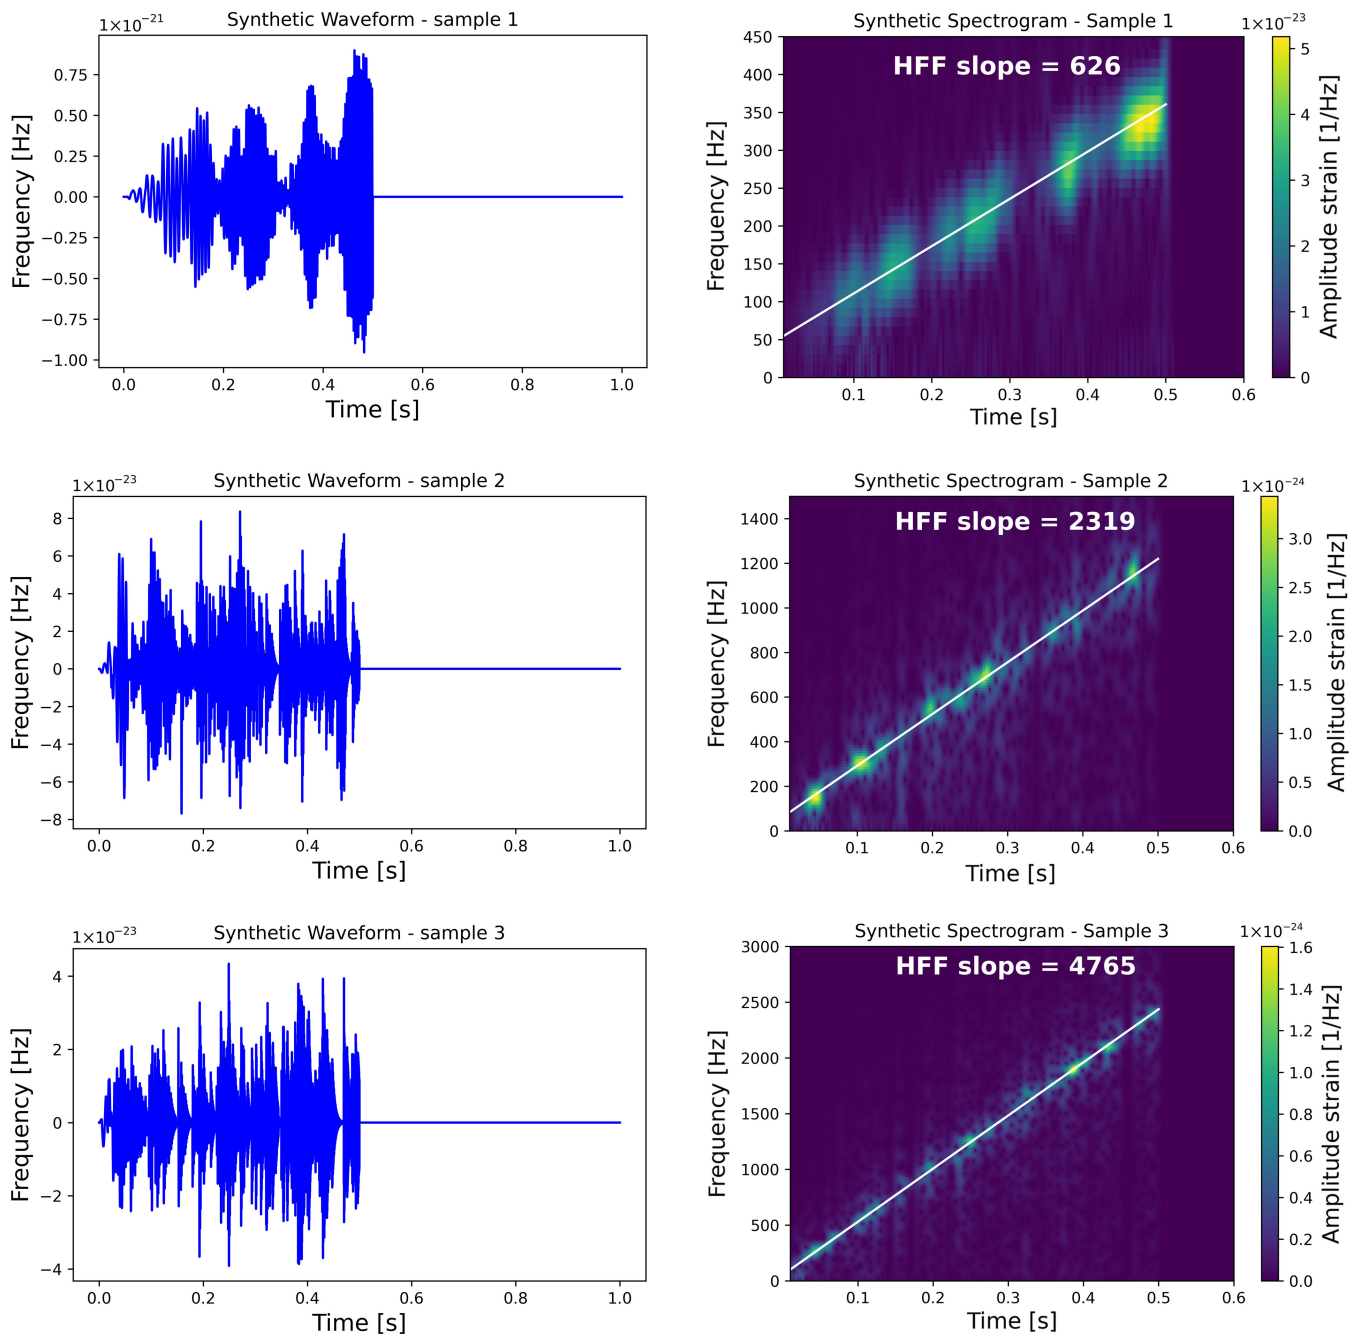 Synthetic Waveform - sample 1
1×10⁻²¹
0.75
0.50
0.25
0.00
−0.25
−0.50
−0.75
−1.00
Frequency [Hz]
0.0 0.2 0.4 0.6 0.8 1.0
Time [s]
Synthetic Spectrogram - Sample 1
HFF slope = 626
450
400
350
300
250
200
150
100
50
0
Frequency [Hz]
0.1 0.2 0.3 0.4 0.5 0.6
Time [s]
1×10⁻²³
5
4
3
2
1
0
Amplitude strain [1/Hz]
Synthetic Waveform - sample 2
1×10⁻²³
8
6
4
2
0
−2
−4
−6
−8
Frequency [Hz]
0.0 0.2 0.4 0.6 0.8 1.0
Time [s]
Synthetic Spectrogram - Sample 2
HFF slope = 2319
1400
1200
1000
800
600
400
200
0
Frequency [Hz]
0.1 0.2 0.3 0.4 0.5 0.6
Time [s]
1×10⁻²⁴
3.0
2.5
2.0
1.5
1.0
0.5
0.0
Amplitude strain [1/Hz]
Synthetic Waveform - sample 3
1×10⁻²³
4
2
0
−2
−4
Frequency [Hz]
0.0 0.2 0.4 0.6 0.8 1.0
Time [s]
Synthetic Spectrogram - Sample 3
HFF slope = 4765
3000
2500
2000
1500
1000
500
0
Frequency [Hz]
0.1 0.2 0.3 0.4 0.5 0.6
Time [s]
1×10⁻²⁴
1.6
1.4
1.2
1.0
0.8
0.6
0.4
0.2
0.0
Amplitude strain [1/Hz]